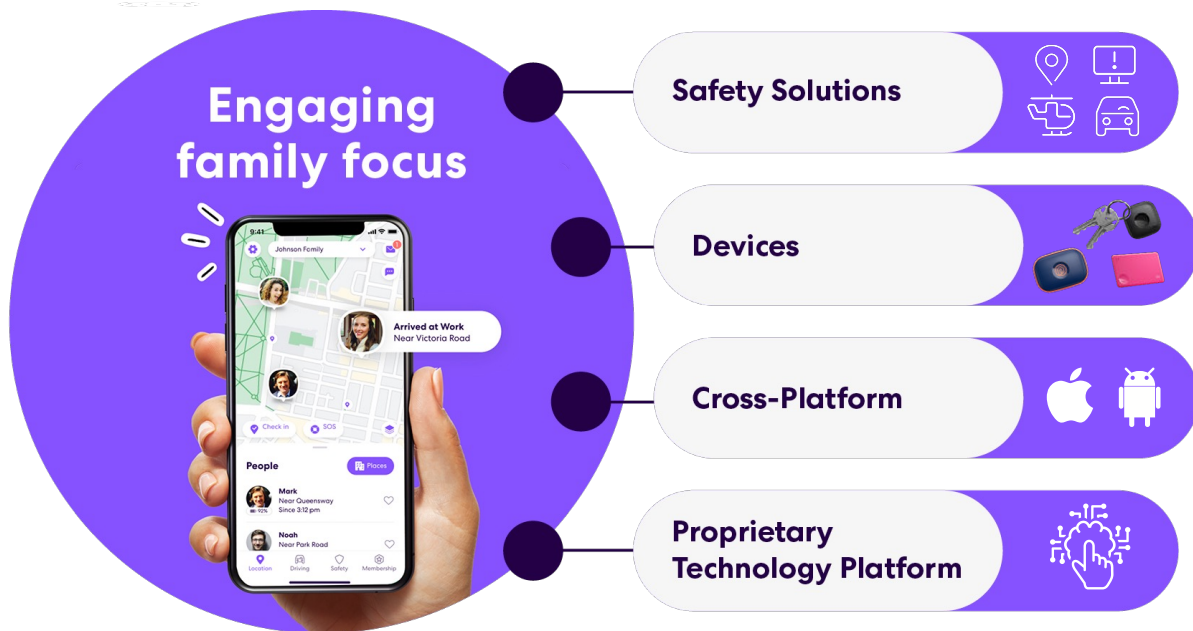 Engaging
family focus
9:41
Johnson Family
1
Arrived at Work
Near Victoria Road
Check in
SOS
People
Places
Mark
Near Queensway
Since 3:12 pm
92%
Noah
Near Park Road
Location
Driving
Safety
Membership
Safety Solutions
Devices
Cross-Platform
Proprietary
Technology Platform